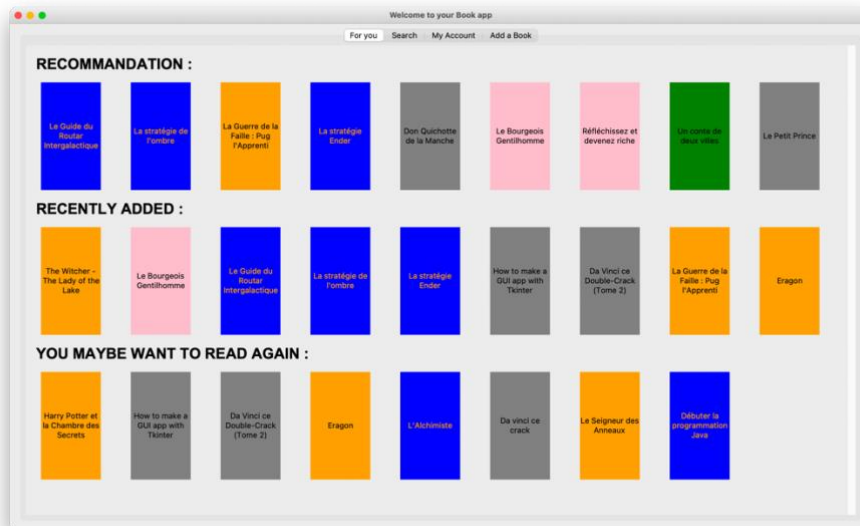 Welcome to your Book app
For you Search My Account Add a Book
RECOMMANDATION :
Le Guide du
Routar
Intergalactique
La stratégie de
l'ombre
La Guerre de la
Faille : Pug
l'Apprenti
La stratégie
Ender
Don Quichotte
de la Manche
Le Bourgeois
Gentilhomme
Réfléchissez et
devenez riche
Un conte de
deux villes
Le Petit Prince
RECENTLY ADDED :
The Witcher -
The Lady of the
Lake
Le Bourgeois
Gentilhomme
Le Guide du
Routar
Intergalactique
La stratégie de
l'ombre
La stratégie
Ender
How to make a
GUI app with
Tkinter
Da Vinci ce
Double-Crack
(Tome 2)
La Guerre de la
Faille : Pug
l'Apprenti
Eragon
YOU MAYBE WANT TO READ AGAIN :
Harry Potter et
la Chambre des
Secrets
How to make a
GUI app with
Tkinter
Da Vinci ce
Double-Crack
(Tome 2)
Eragon
L'Alchimiste
Da vinci ce
crack
Le Seigneur des
Anneaux
Débuter la
programmation
Java